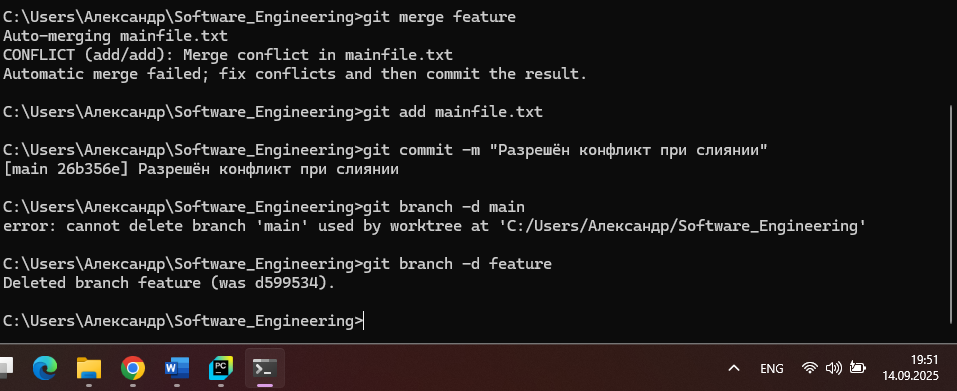 C:\Users\Александр\Software_Engineering>git merge feature
Auto-merging mainfile.txt
CONFLICT (add/add): Merge conflict in mainfile.txt
Automatic merge failed; fix conflicts and then commit the result.
C:\Users\Александр\Software_Engineering>git add mainfile.txt
C:\Users\Александр\Software_Engineering>git commit -m "Разрешён конфликт при слиянии"
[main 26b356e] Разрешён конфликт при слиянии
C:\Users\Александр\Software_Engineering>git branch -d main
error: cannot delete branch 'main' used by worktree at 'C:/Users/Александр/Software_Engineering'
C:\Users\Александр\Software_Engineering>git branch -d feature
Deleted branch feature (was d599534).
C:\Users\Александр\Software_Engineering>
W
PC
ENG
19:51
14.09.2025